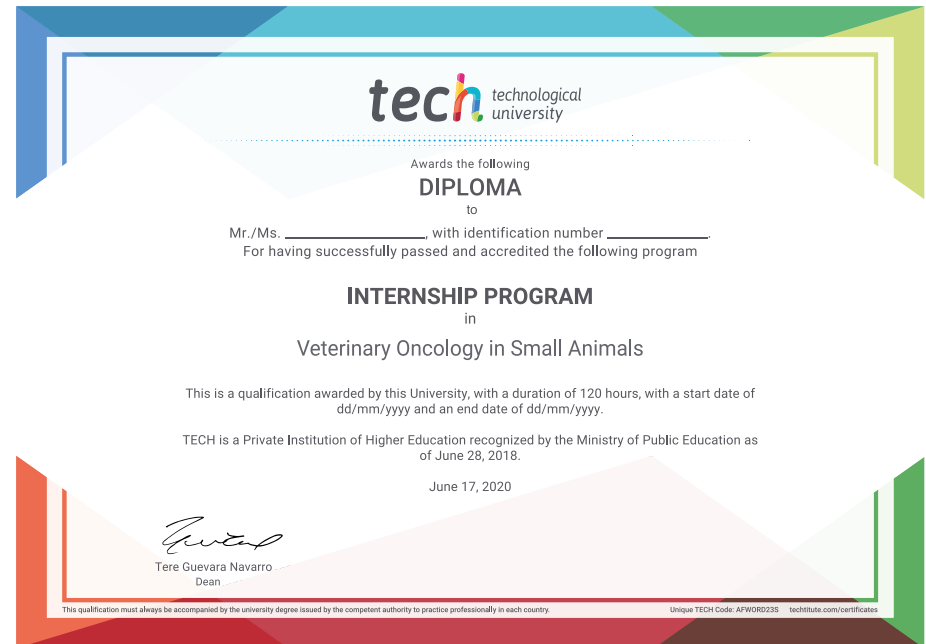 tech technological
university
Awards the following
DIPLOMA
to
Mr./Ms. ____________________, with identification number ______________.
For having successfully passed and accredited the following program
INTERNSHIP PROGRAM
in
Veterinary Oncology in Small Animals
This is a qualification awarded by this University, with a duration of 120 hours, with a start date of
dd/mm/yyyy and an end date of dd/mm/yyyy.
TECH is a Private Institution of Higher Education recognized by the Ministry of Public Education as
of June 28, 2018.
June 17, 2020
Tere Guevara Navarro
Dean
This qualification must always be accompanied by the university degree issued by the competent authority to practice professionally in each country.
Unique TECH Code: AFWORD23S techtitute.com/certificates